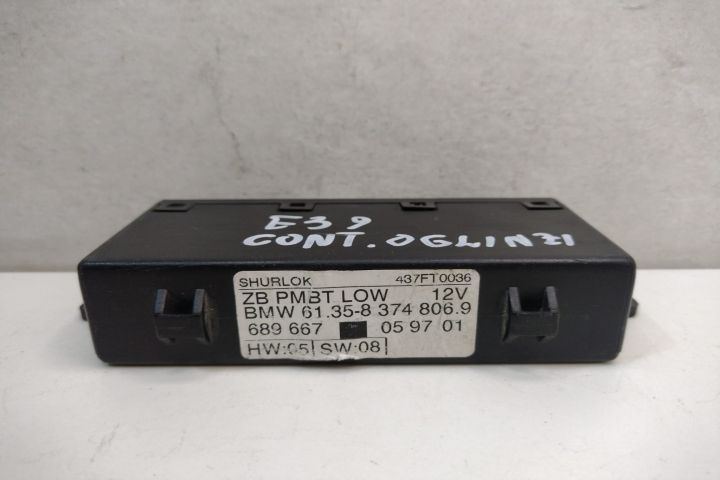 E39
CONT. OGLINZI
SHURLOK 437FT0036
ZB PMBT LOW 12V
BMW 61.35-8 374 806.9
689 667 05 97 01
HW:05 SW:08